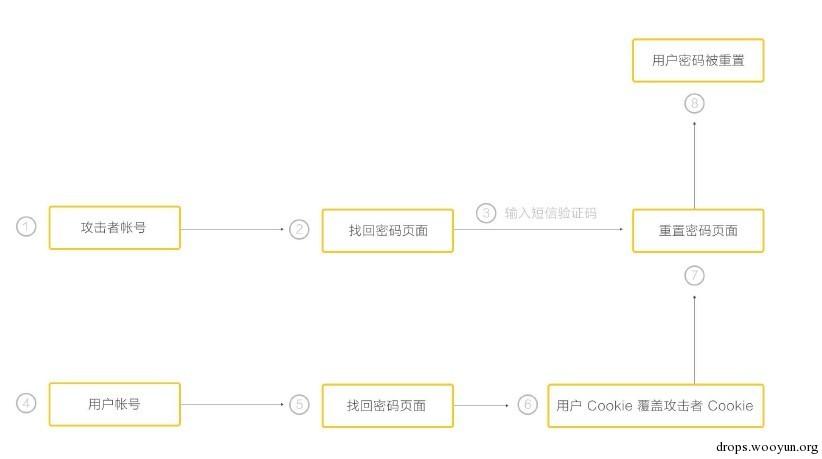 用户密码被重置
⑧
① 攻击者帐号 ② 找回密码页面 ③ 输入短信验证码 重置密码页面
⑦
④ 用户帐号 ⑤ 找回密码页面 ⑥ 用户 Cookie 覆盖攻击者 Cookie
drops.wooyun.org